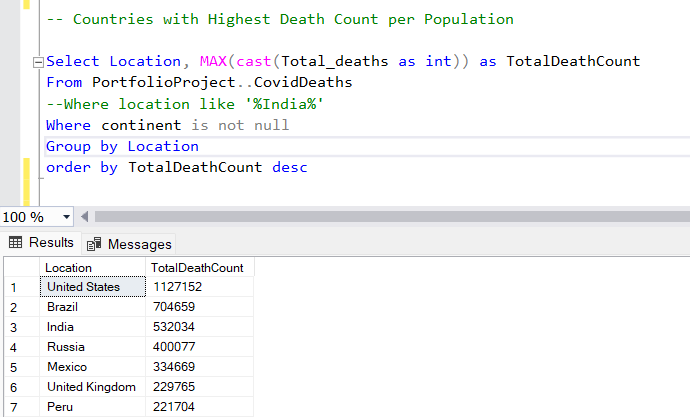 -- Countries with Highest Death Count per Population
Select Location, MAX(cast(Total_deaths as int)) as TotalDeathCount
From PortfolioProject..CovidDeaths
--Where location like '%India%'
Where continent is not null
Group by Location
order by TotalDeathCount desc
100 %
Results Messages
Location TotalDeathCount
1 United States 1127152
2 Brazil 704659
3 India 532034
4 Russia 400077
5 Mexico 334669
6 United Kingdom 229765
7 Peru 221704